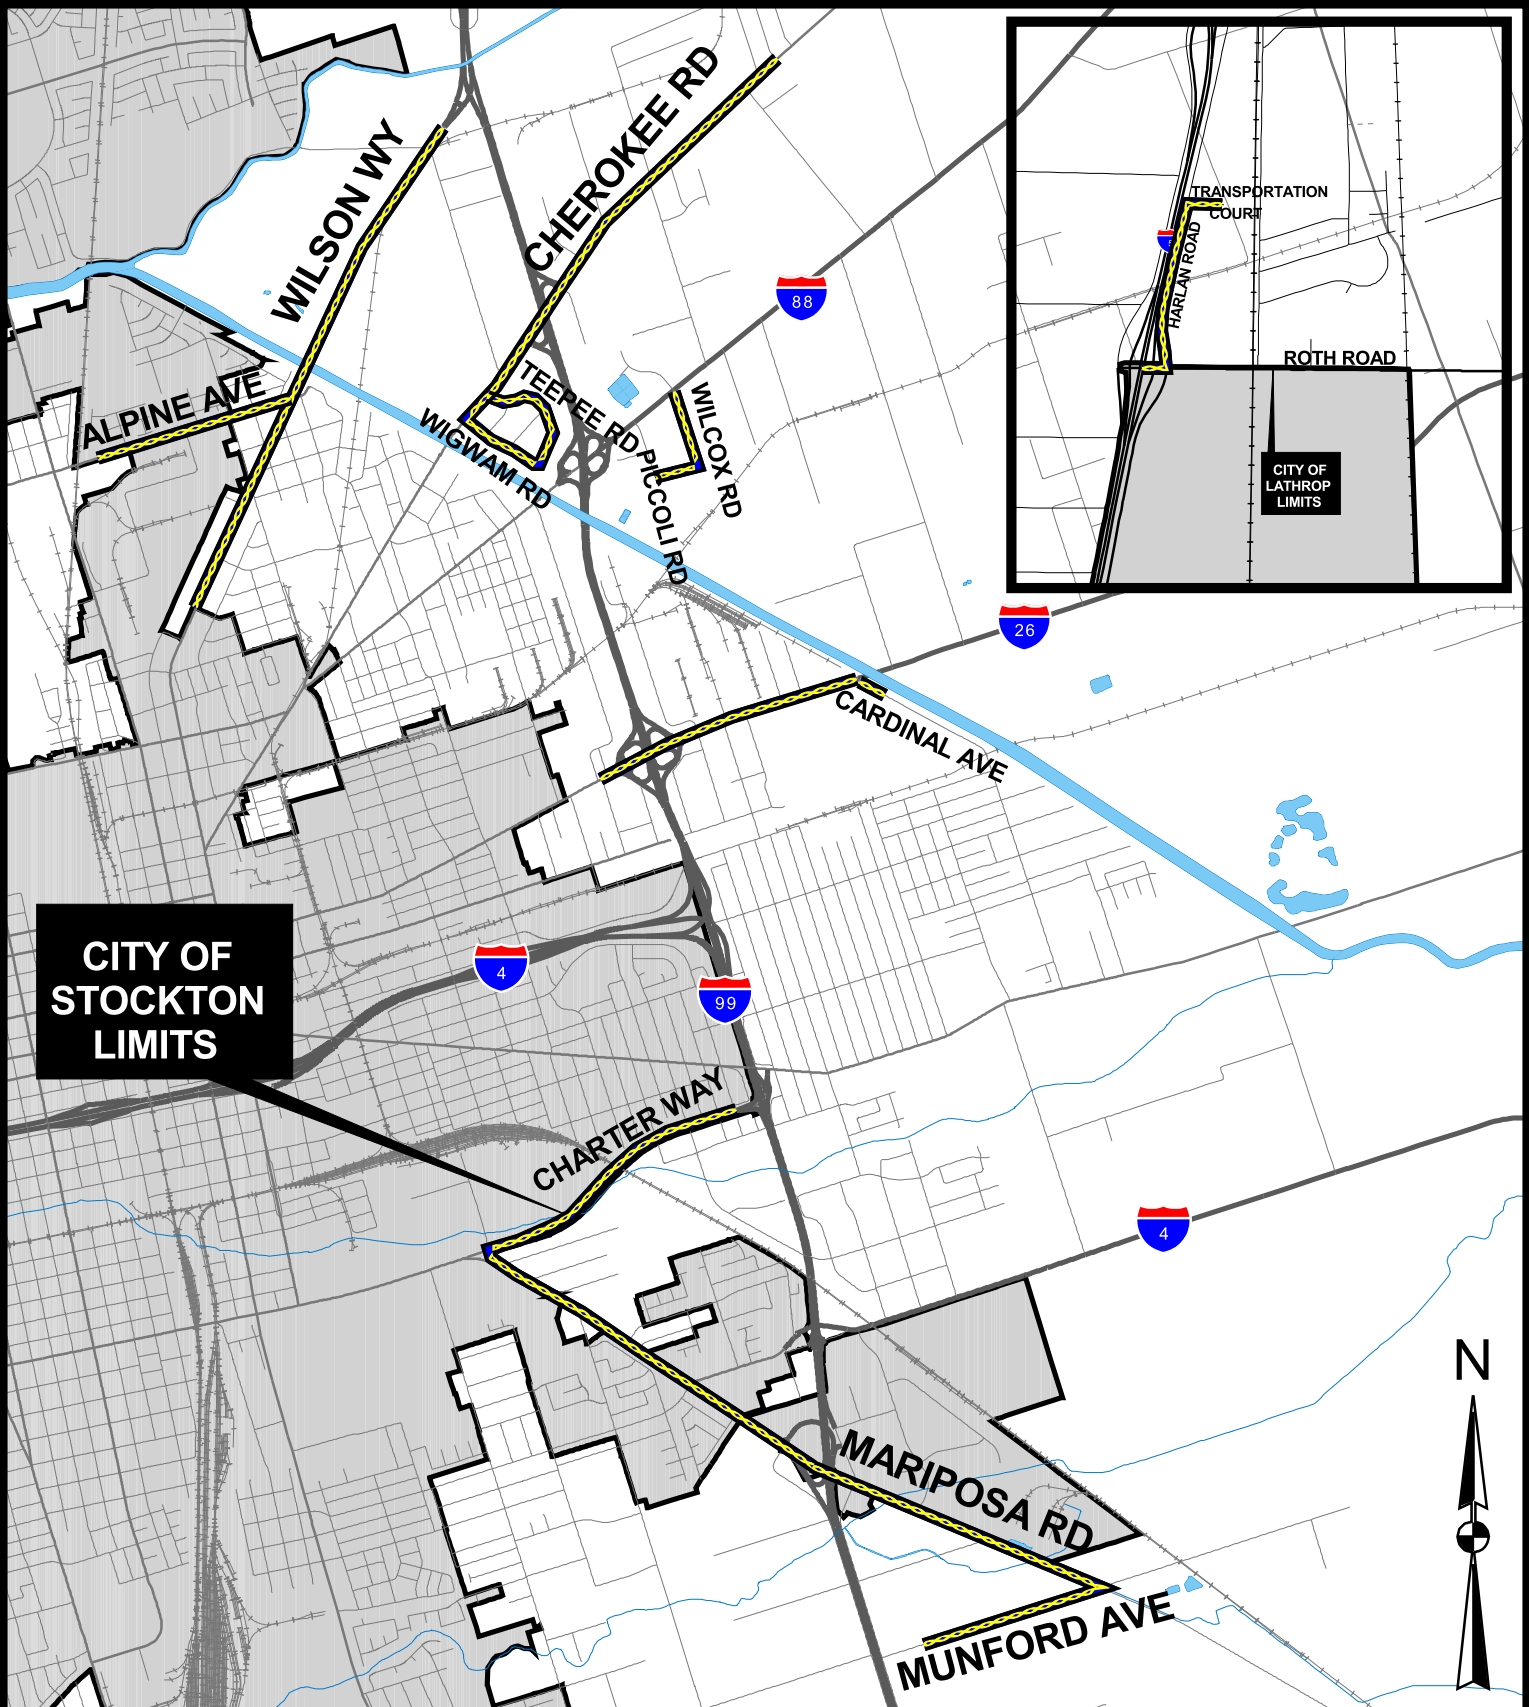 WILSON WY
CHEROKEE RD
88
TRANSPORTATION
COURT
5
HARLAN ROAD
ROTH ROAD
CITY OF
LATHROP
LIMITS
ALPINE AVE
TEEPEE RD
WIGWAM RD
WILCOX RD
PICCOLI RD
26
CARDINAL AVE
CITY OF
STOCKTON
LIMITS
4
99
CHARTER WAY
4
N
MARIPOSA RD
MUNFORD AVE